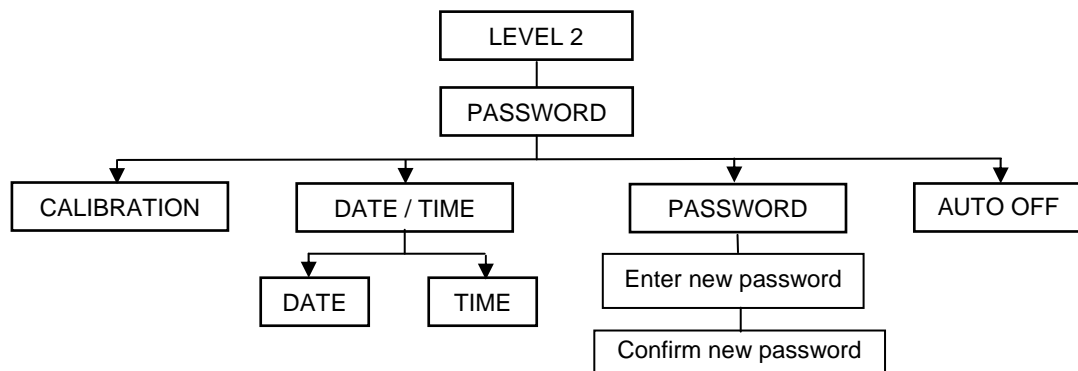 LEVEL 2
PASSWORD
CALIBRATION
DATE / TIME
PASSWORD
AUTO OFF
DATE
TIME
Enter new password
Confirm new password